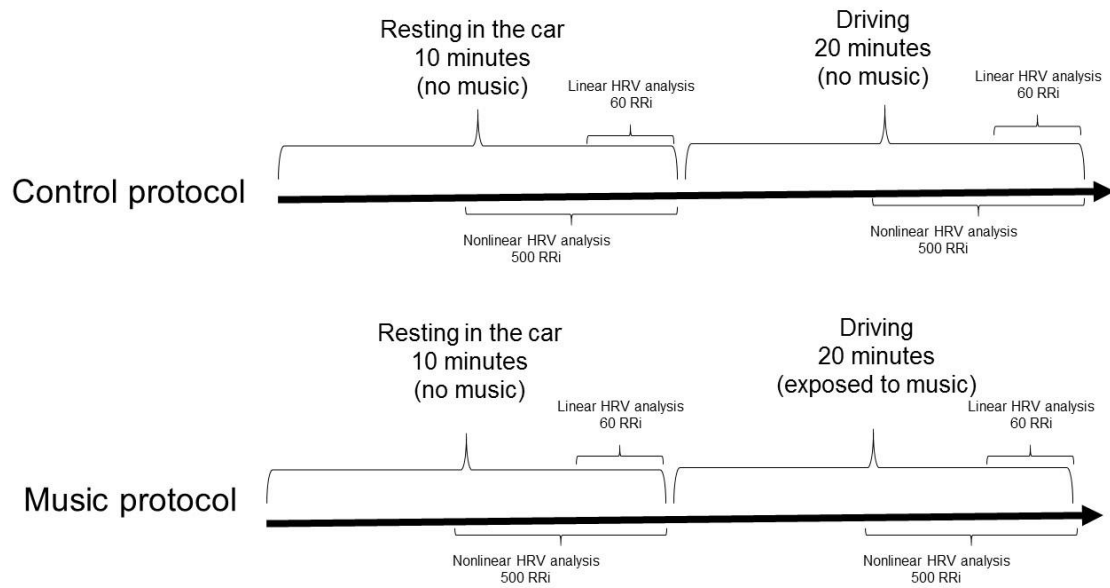 Resting in the car
10 minutes
(no music)
Linear HRV analysis
60 RRi
Driving
20 minutes
(no music)
Linear HRV analysis
60 RRi
Control protocol
Nonlinear HRV analysis
500 RRi
Nonlinear HRV analysis
500 RRi
Resting in the car
10 minutes
(no music)
Linear HRV analysis
60 RRi
Driving
20 minutes
(exposed to music)
Linear HRV analysis
60 RRi
Music protocol
Nonlinear HRV analysis
500 RRi
Nonlinear HRV analysis
500 RRi